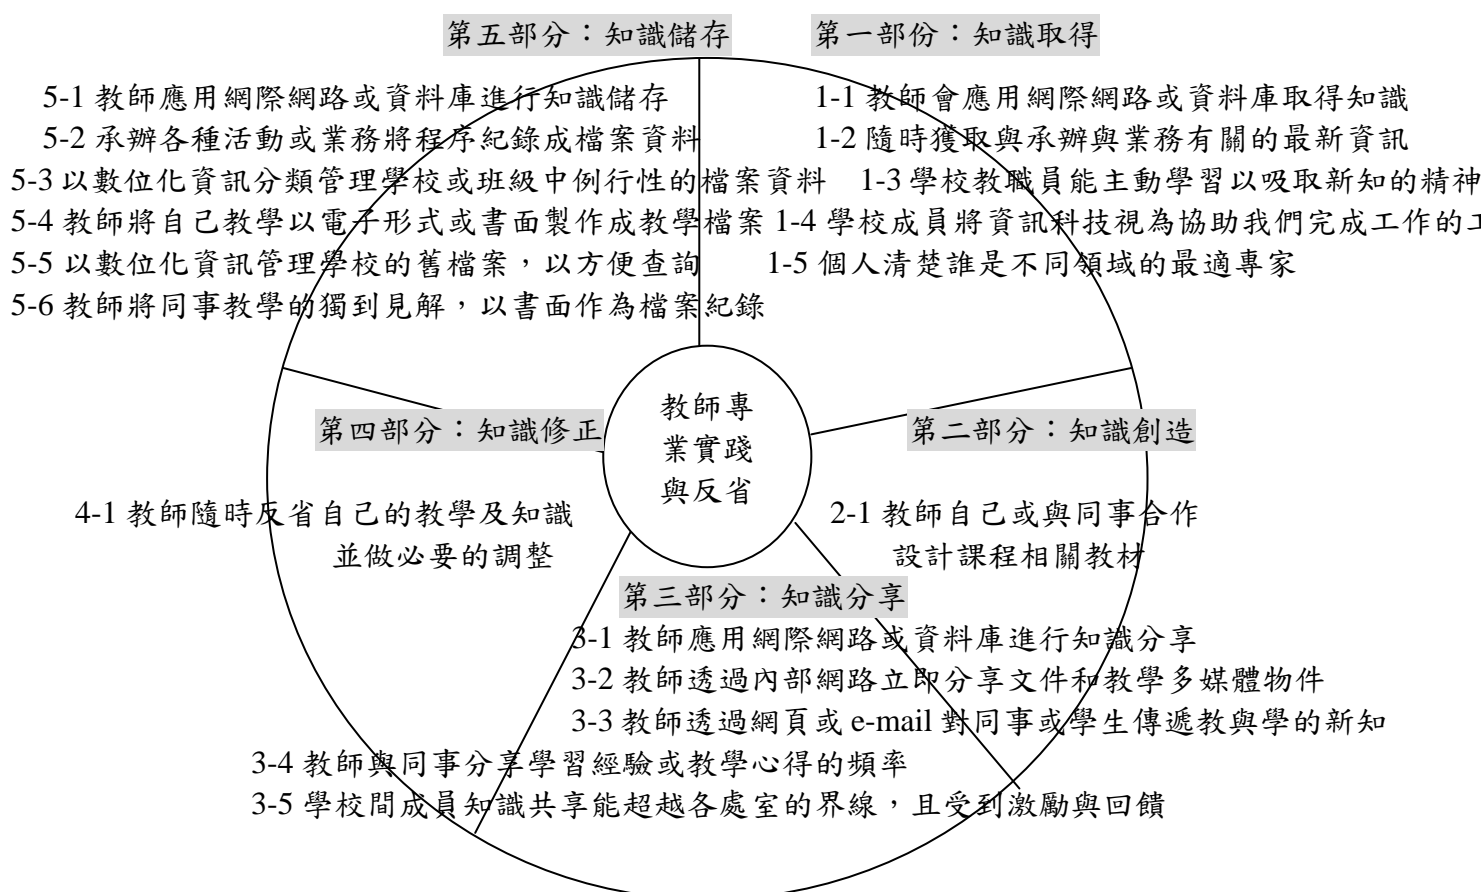 第五部分：知識儲存
5-1 教師應用網際網路或資料庫進行知識儲存
5-2 承辦各種活動或業務將程序紀錄成檔案資料
5-3 以數位化資訊分類管理學校或班級中例行性的檔案資料
5-4 教師將自己教學以電子形式或書面製作成教學檔案
5-5 以數位化資訊管理學校的舊檔案，以方便查詢
5-6 教師將同事教學的獨到見解，以書面作為檔案紀錄
第一部份：知識取得
1-1 教師會應用網際網路或資料庫取得知識
1-2 隨時獲取與承辦與業務有關的最新資訊
1-3 學校教職員能主動學習以吸取新知的精神
1-4 學校成員將資訊科技視為協助我們完成工作的
1-5 個人清楚誰是不同領域的最適專家
教師專
業實踐
與反省
第四部分：知識修正
4-1 教師隨時反省自己的教學及知識
並做必要的調整
第二部分：知識創造
2-1 教師自己或與同事合作
設計課程相關教材
第三部分：知識分享
3-1 教師應用網際網路或資料庫進行知識分享
3-2 教師透過內部網路立即分享文件和教學多媒體物件
3-3 教師透過網頁或 e-mail 對同事或學生傳遞教與學的新知
3-4 教師與同事分享學習經驗或教學心得的頻率
3-5 學校間成員知識共享能超越各處室的界線，且受到激勵與回饋